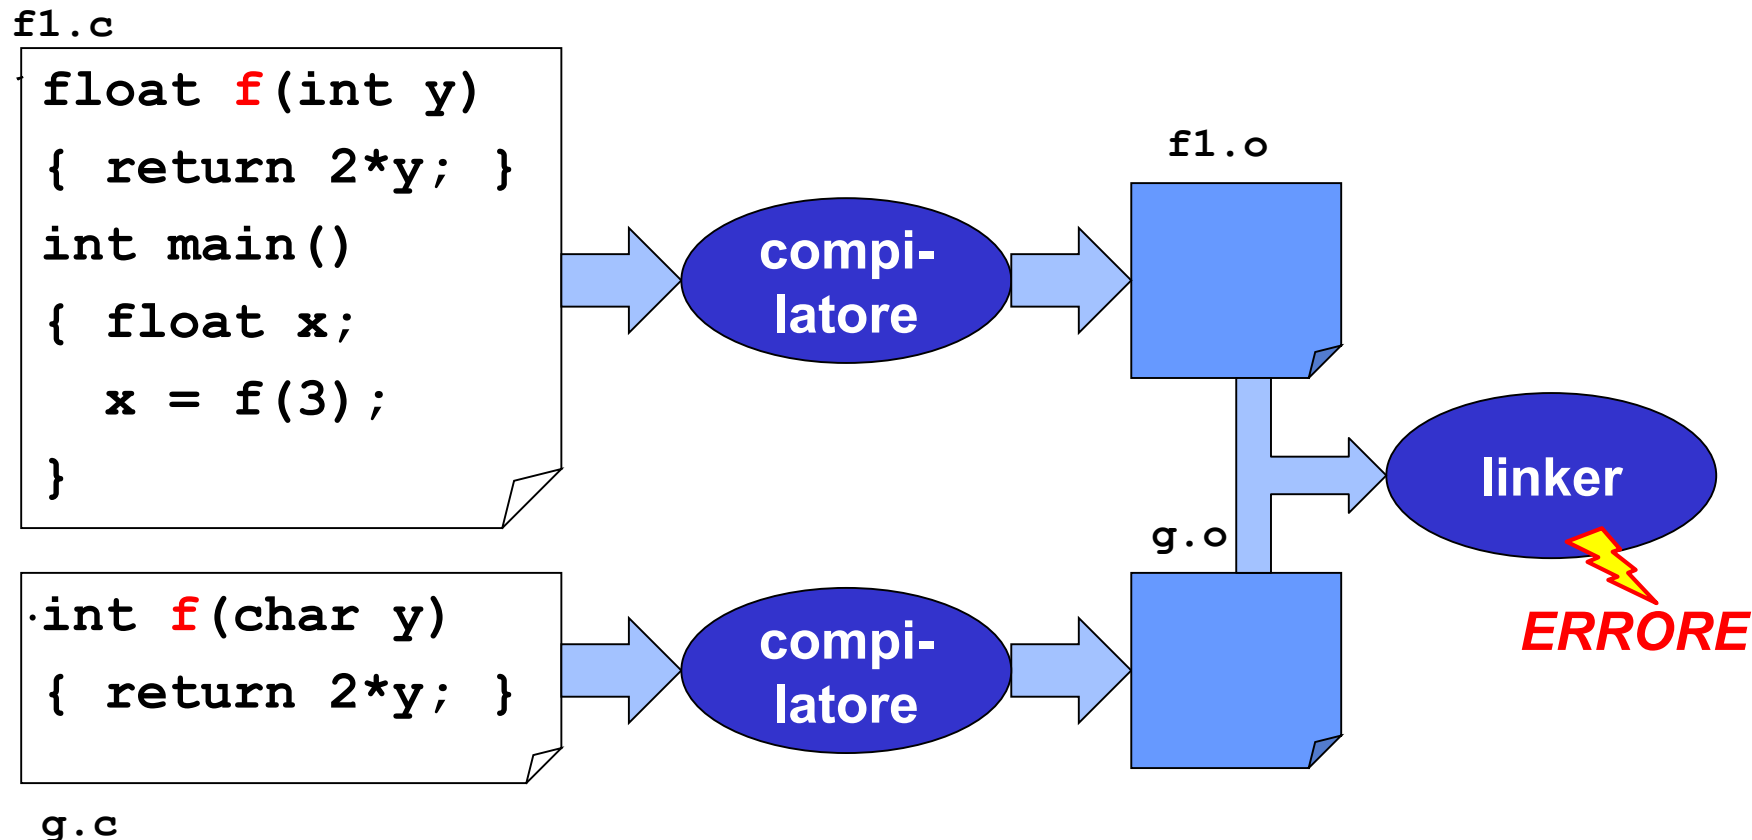 f1.c
float f(int y)
{ return 2*y; }
int main()
{ float x;
x = f(3);
}
compi-
latore
f1.o
linker
ERRORE
g.o
int f(char y)
{ return 2*y; }
compi-
latore
g.c